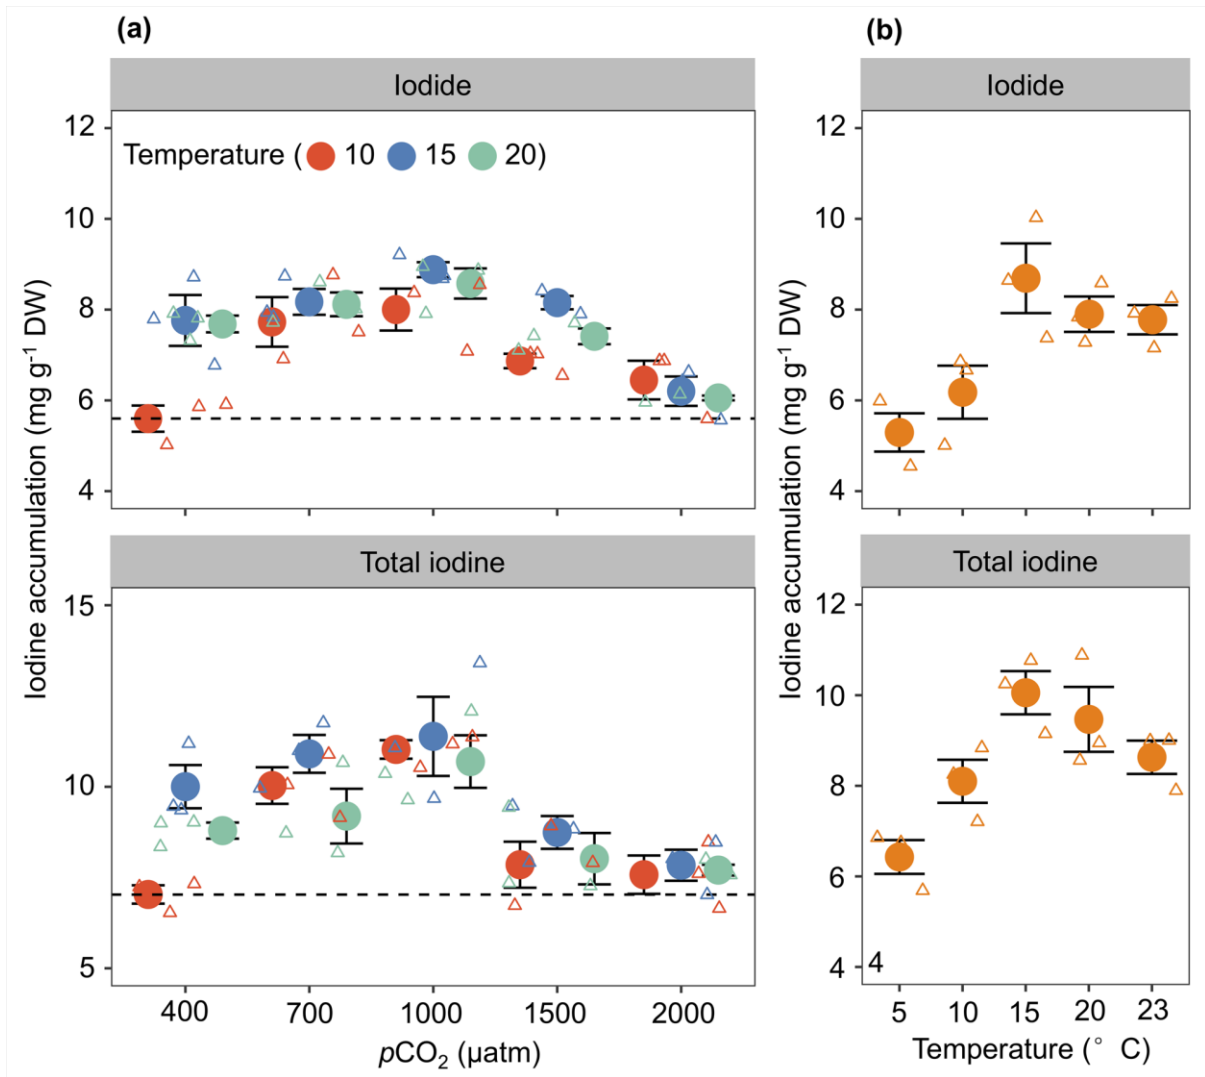 (a)
(b)
Iodide
Iodide
Temperature ( 10 15 20)
12
10
8
6
4
12
10
8
6
4
Iodine accumulation (mg g-1 DW)
Iodine accumulation (mg g-1 DW)
Total iodine
Total iodine
15
10
5
12
10
8
6
4
4
400 700 1000 1500 2000
pCO2 (µatm)
5 10 15 20 23
Temperature (° C)